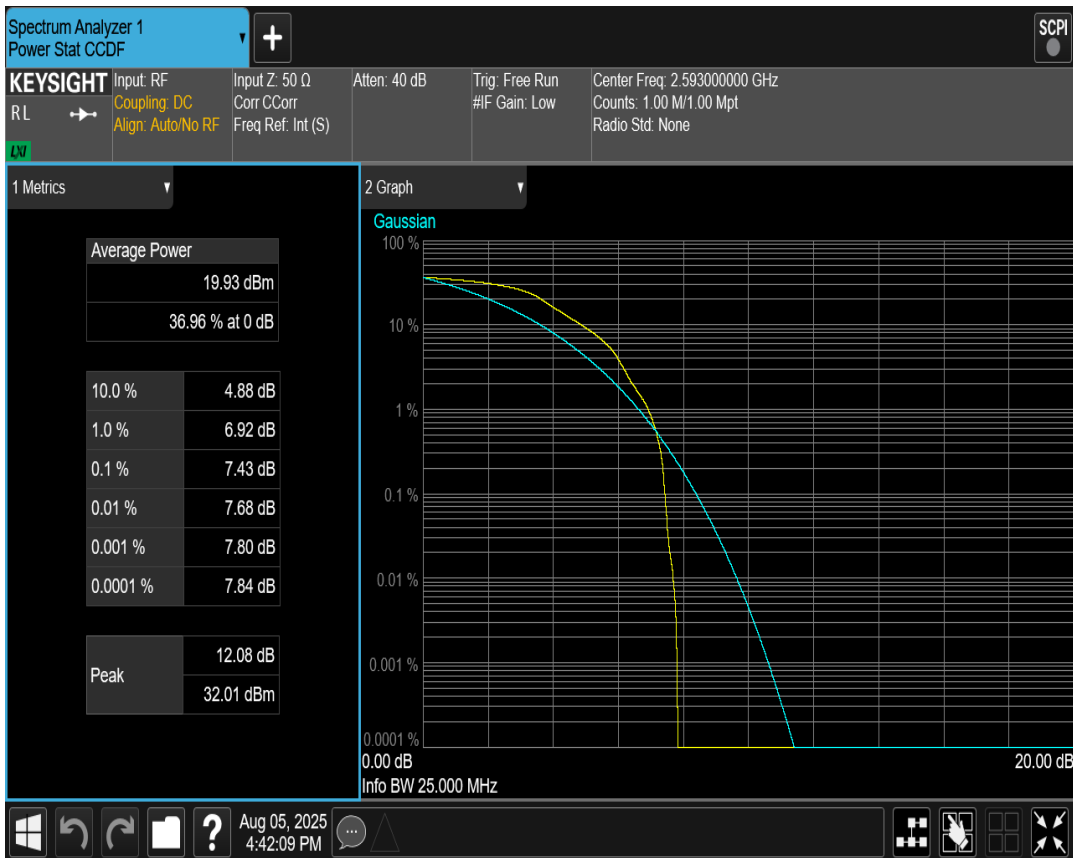 Spectrum Analyzer 1
Power Stat CCDF
+
SCPI
KEYSIGHT
RL
LXI
Input: RF
Coupling: DC
Align: Auto/No RF
Input Z: 50 Ω
Corr CCorr
Freq Ref: Int (S)
Atten: 40 dB
Trig: Free Run
#IF Gain: Low
Center Freq: 2.593000000 GHz
Counts: 1.00 M/1.00 Mpt
Radio Std: None
1 Metrics
Average Power
19.93 dBm
36.96 % at 0 dB
10.0 % 4.88 dB
1.0 % 6.92 dB
0.1 % 7.43 dB
0.01 % 7.68 dB
0.001 % 7.80 dB
0.0001 % 7.84 dB
Peak
12.08 dB
32.01 dBm
2 Graph
Gaussian
100 %
10 %
1 %
0.1 %
0.01 %
0.001 %
0.0001 %
0.00 dB 20.00 dB
Info BW 25.000 MHz
?
Aug 05, 2025
4:42:09 PM